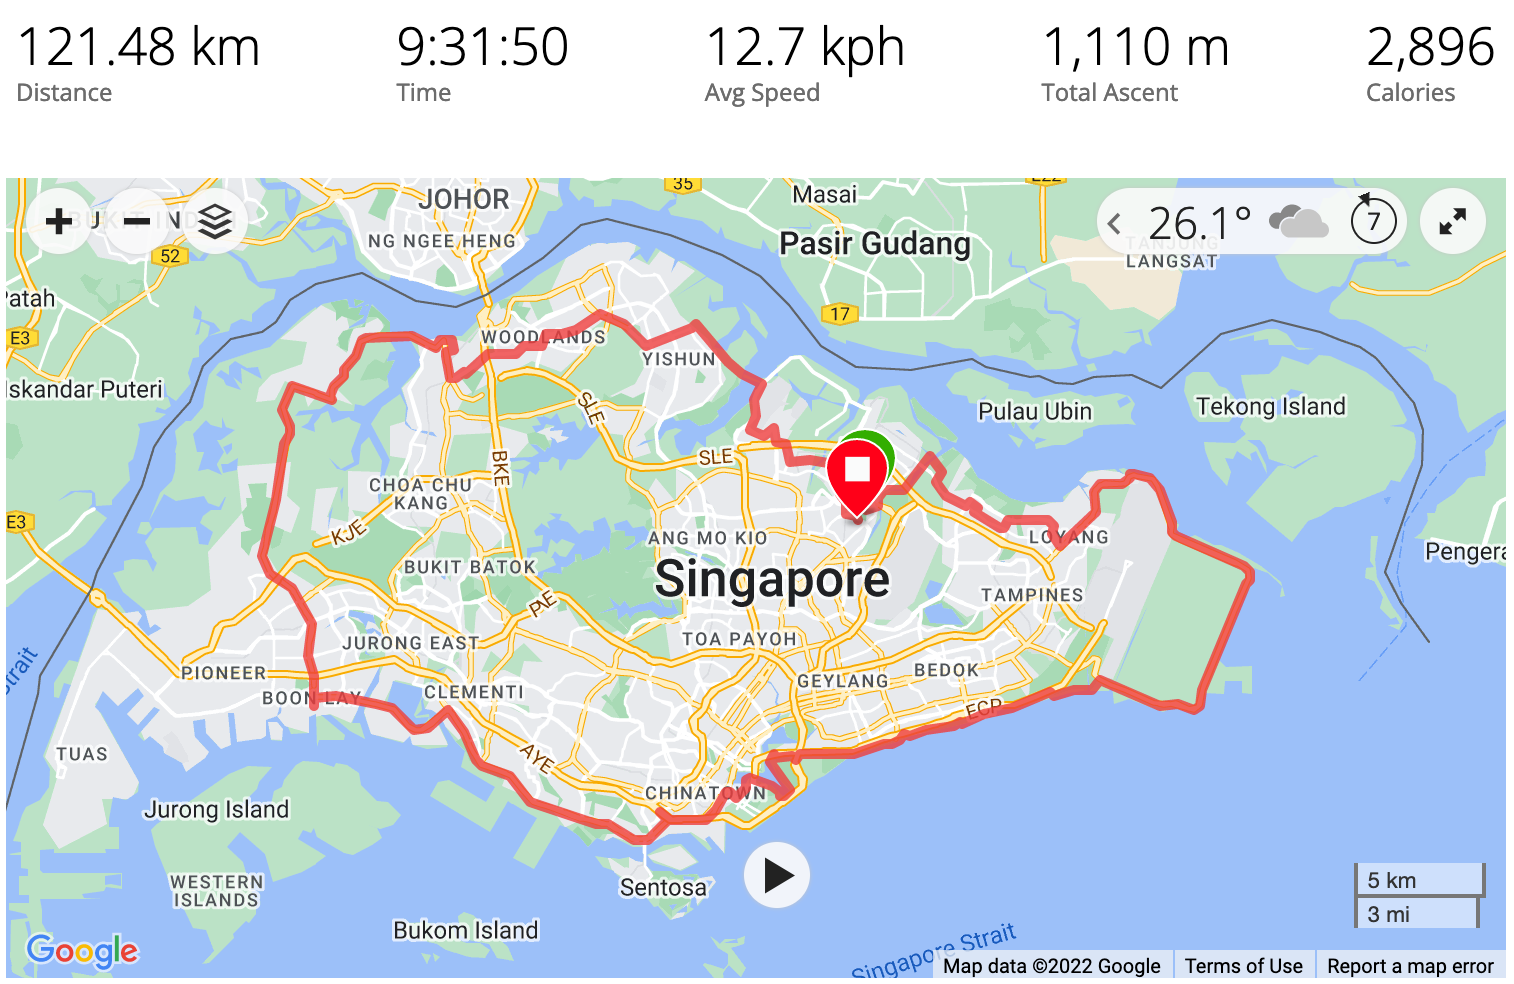 121.48 km
9:31:50
12.7 kph
1,110 m
2,896
Distance
Time
Avg Speed
Total Ascent
Calories
35
E22
Masai
JOHOR
BUKIT INDAH
26.1°
7
NG NGEE HENG
Pasir Gudang
TANJUNG
LANGSAT
52
17
E3
Iskandar Puteri
WOODLANDS
YISHUN
Pulau Ubin
Tekong Island
SLE
SLE
BKE
CHOA CHU
KANG
E3
KJE
ANG MO KIO
LOYANG
BUKIT BATOK
Singapore
TAMPINES
PIE
JURONG EAST
TOA PAYOH
PIONEER
BEDOK
GEYLANG
BOON LAY
CLEMENTI
ECP
TUAS
AYE
CHINATOWN
Jurong Island
WESTERN
ISLANDS
Sentosa
5 km
3 mi
Bukom Island
Singapore Strait
Google
Map data ©2022 Google
Terms of Use
Report a map error